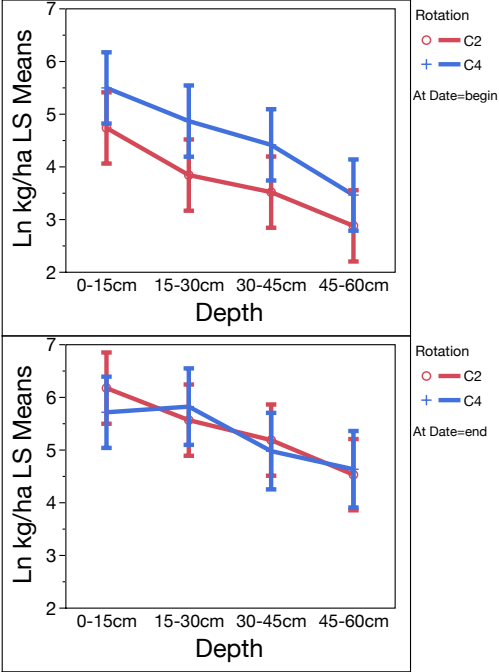 Ln kg/ha LS Means
7
6
5
4
3
2
0-15cm 15-30cm 30-45cm 45-60cm
Depth
Rotation
C2
C4
At Date=begin
Ln kg/ha LS Means
7
6
5
4
3
2
0-15cm 15-30cm 30-45cm 45-60cm
Depth
Rotation
C2
C4
At Date=end